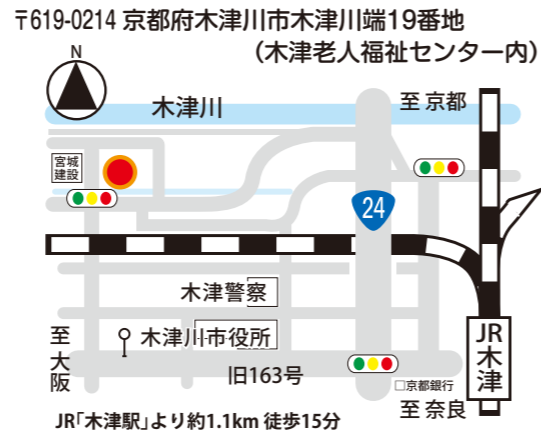 〒619-0214 京都府木津川市木津川端19番地
(木津老人福祉センター内)
N
木津川
至 京都
宮城
建設
24
木津警察
木津川市役所
至大阪
旧163号
JR木津
□京都銀行
至 奈良
JR「木津駅」より約1.1km 徒歩15分